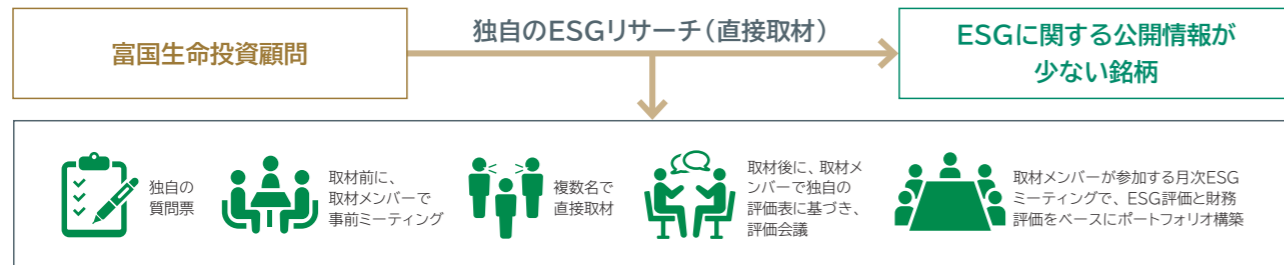 富国生命投資顧問
独自のESGリサーチ（直接取材）
ESGに関する公開情報が
少ない銘柄
独自の
質問票
取材前に、
取材メンバーで
事前ミーティング
複数名で
直接取材
取材後に、取材メ
ンバーで独自の
評価表に基づき、
評価会議
取材メンバーが参加する月次ESG
ミーティングで、ESG評価と財務
評価をベースにポートフォリオ構築